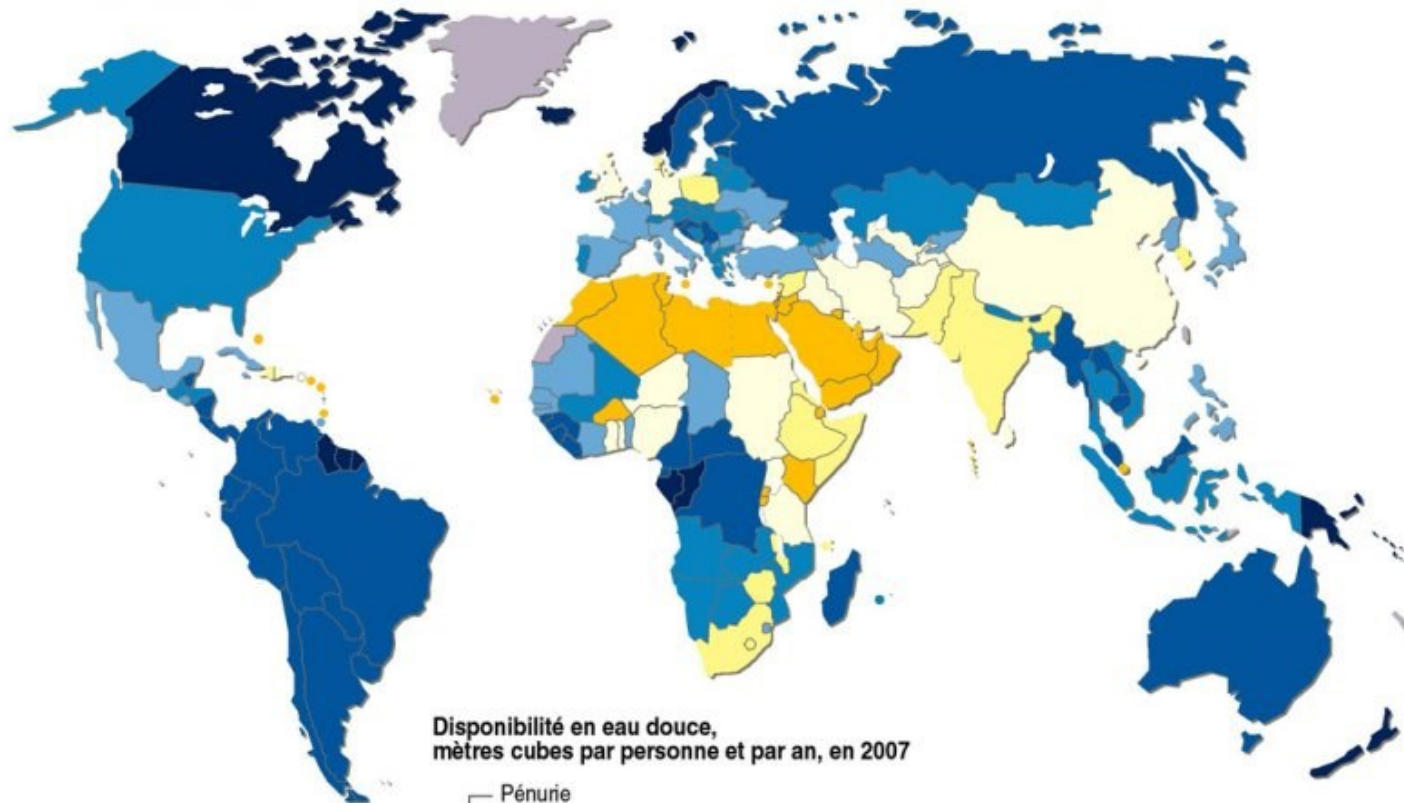 Disponibilité en eau douce,
mètres cubes par personne et par an, en 2007
Pénurie